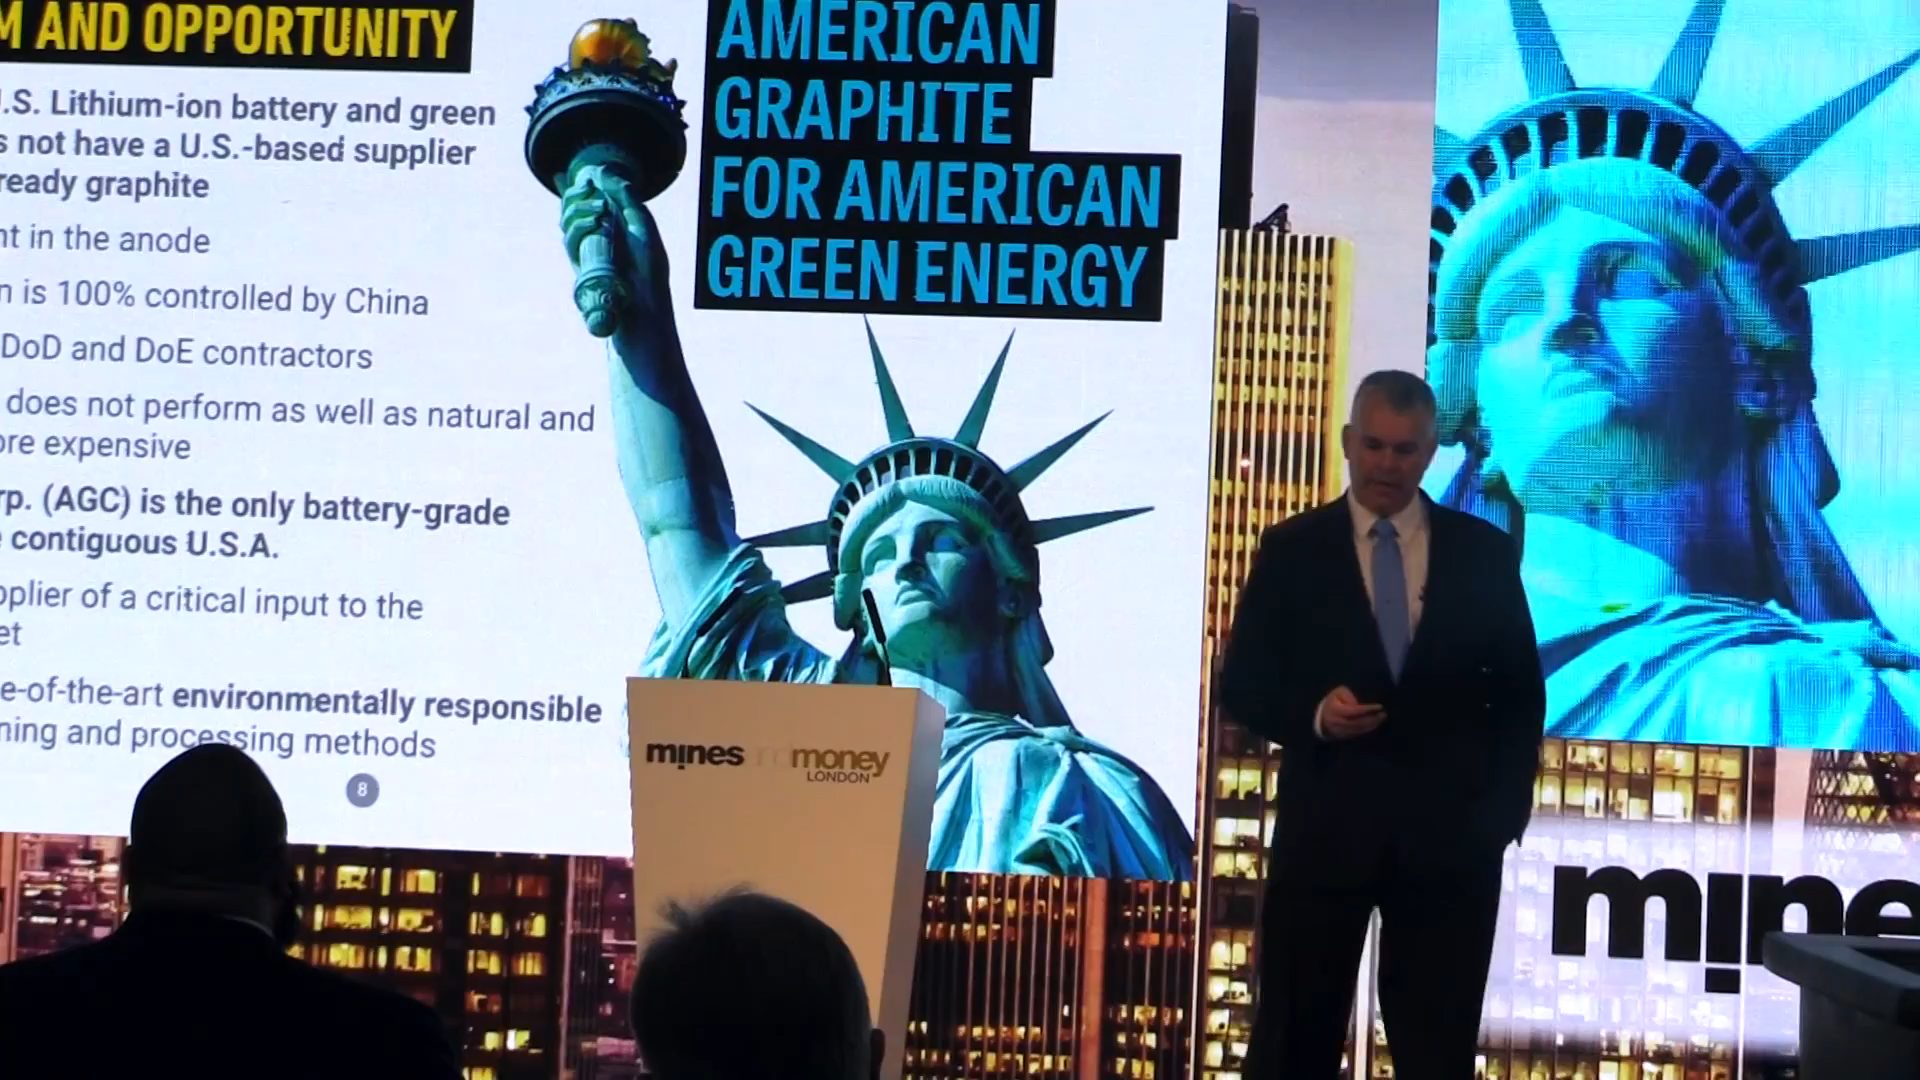 M AND OPPORTUNITY
U.S. Lithium-ion battery and green
s not have a U.S.-based supplier
ready graphite
nt in the anode
n is 100% controlled by China
DoD and DoE contractors
does not perform as well as natural and
ore expensive
rp. (AGC) is the only battery-grade
contiguous U.S.A.
pplier of a critical input to the
et
e-of-the-art environmentally responsible
ning and processing methods
8
AMERICAN
GRAPHITE
FOR AMERICAN
GREEN ENERGY
mines and money
LONDON
mine